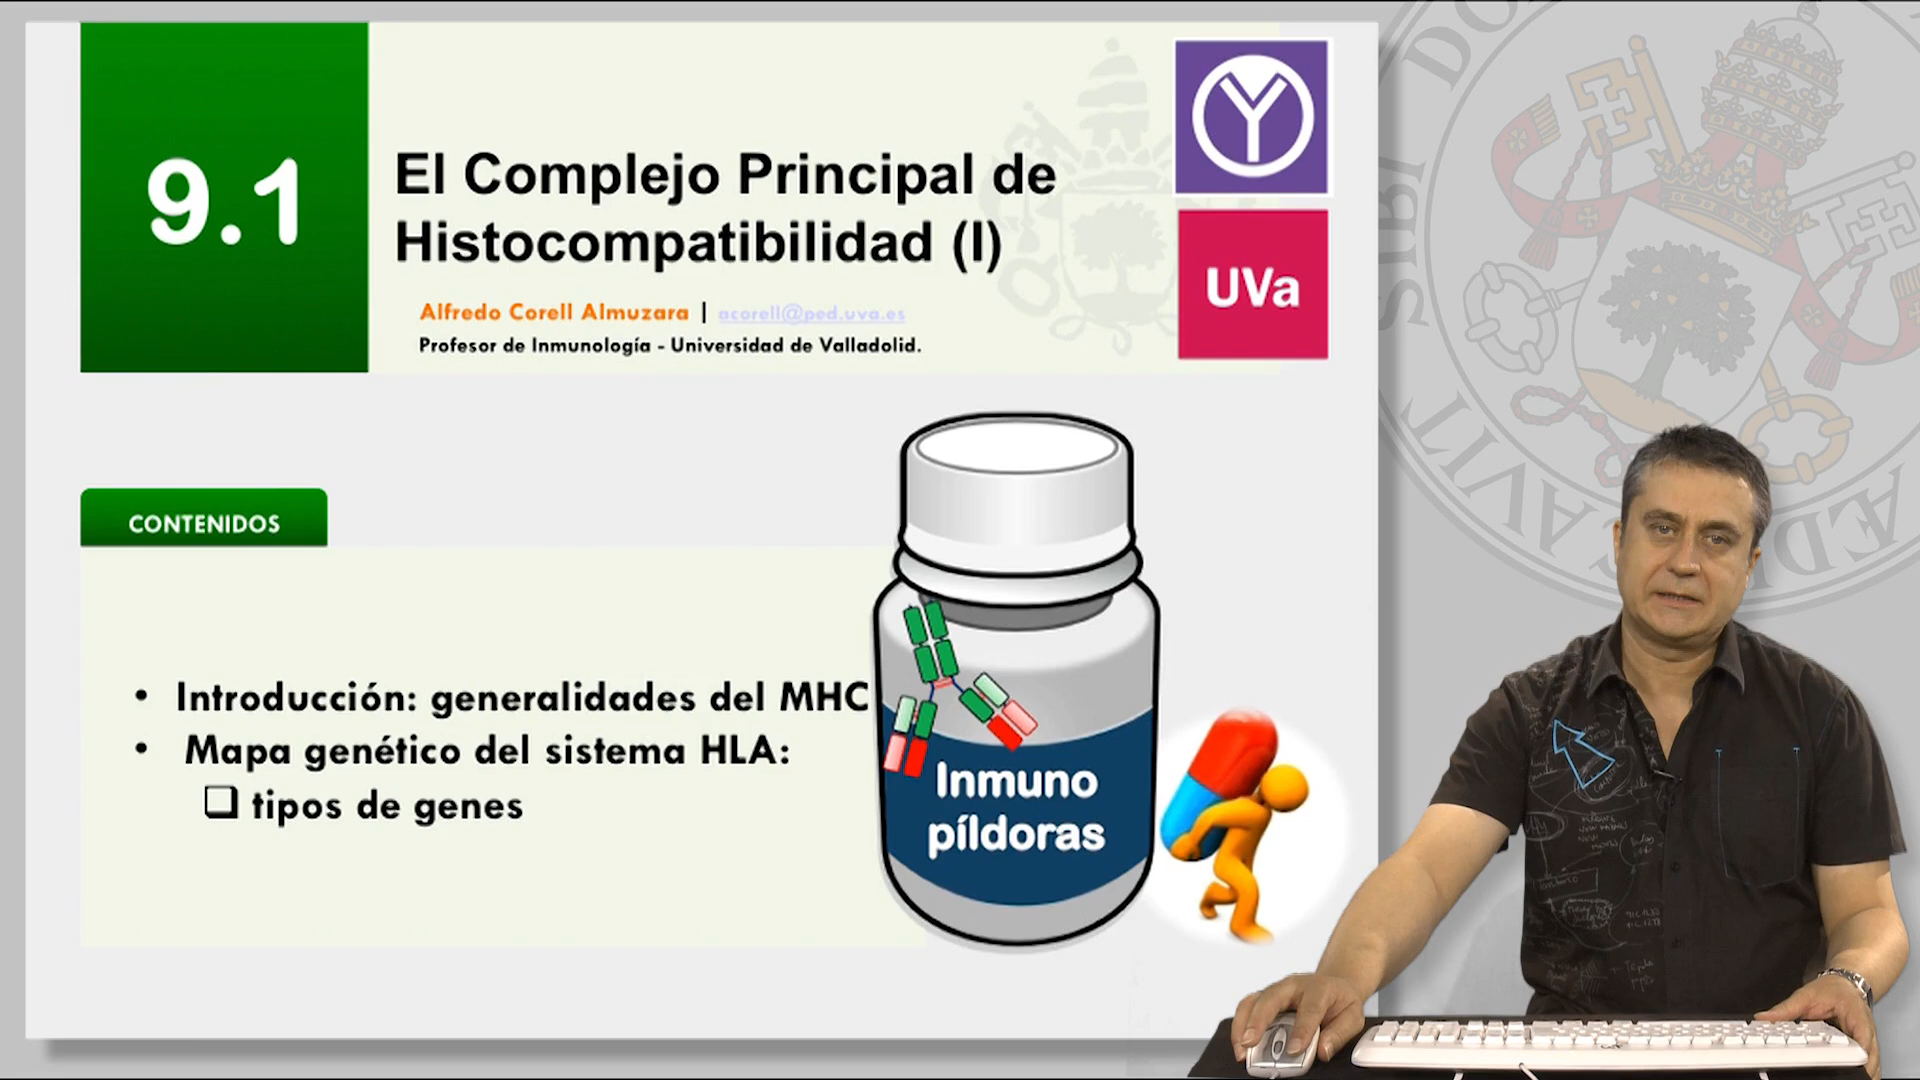 9.1
El Complejo Principal de
Histocompatibilidad (I)
Alfredo Corell Almuzara | acorell@ped.uva.es
Profesor de Inmunología - Universidad de Valladolid.
Y
UVa
CONTENIDOS
• Introducción: generalidades del MHC
• Mapa genético del sistema HLA:
❑ tipos de genes
Inmuno
píldoras